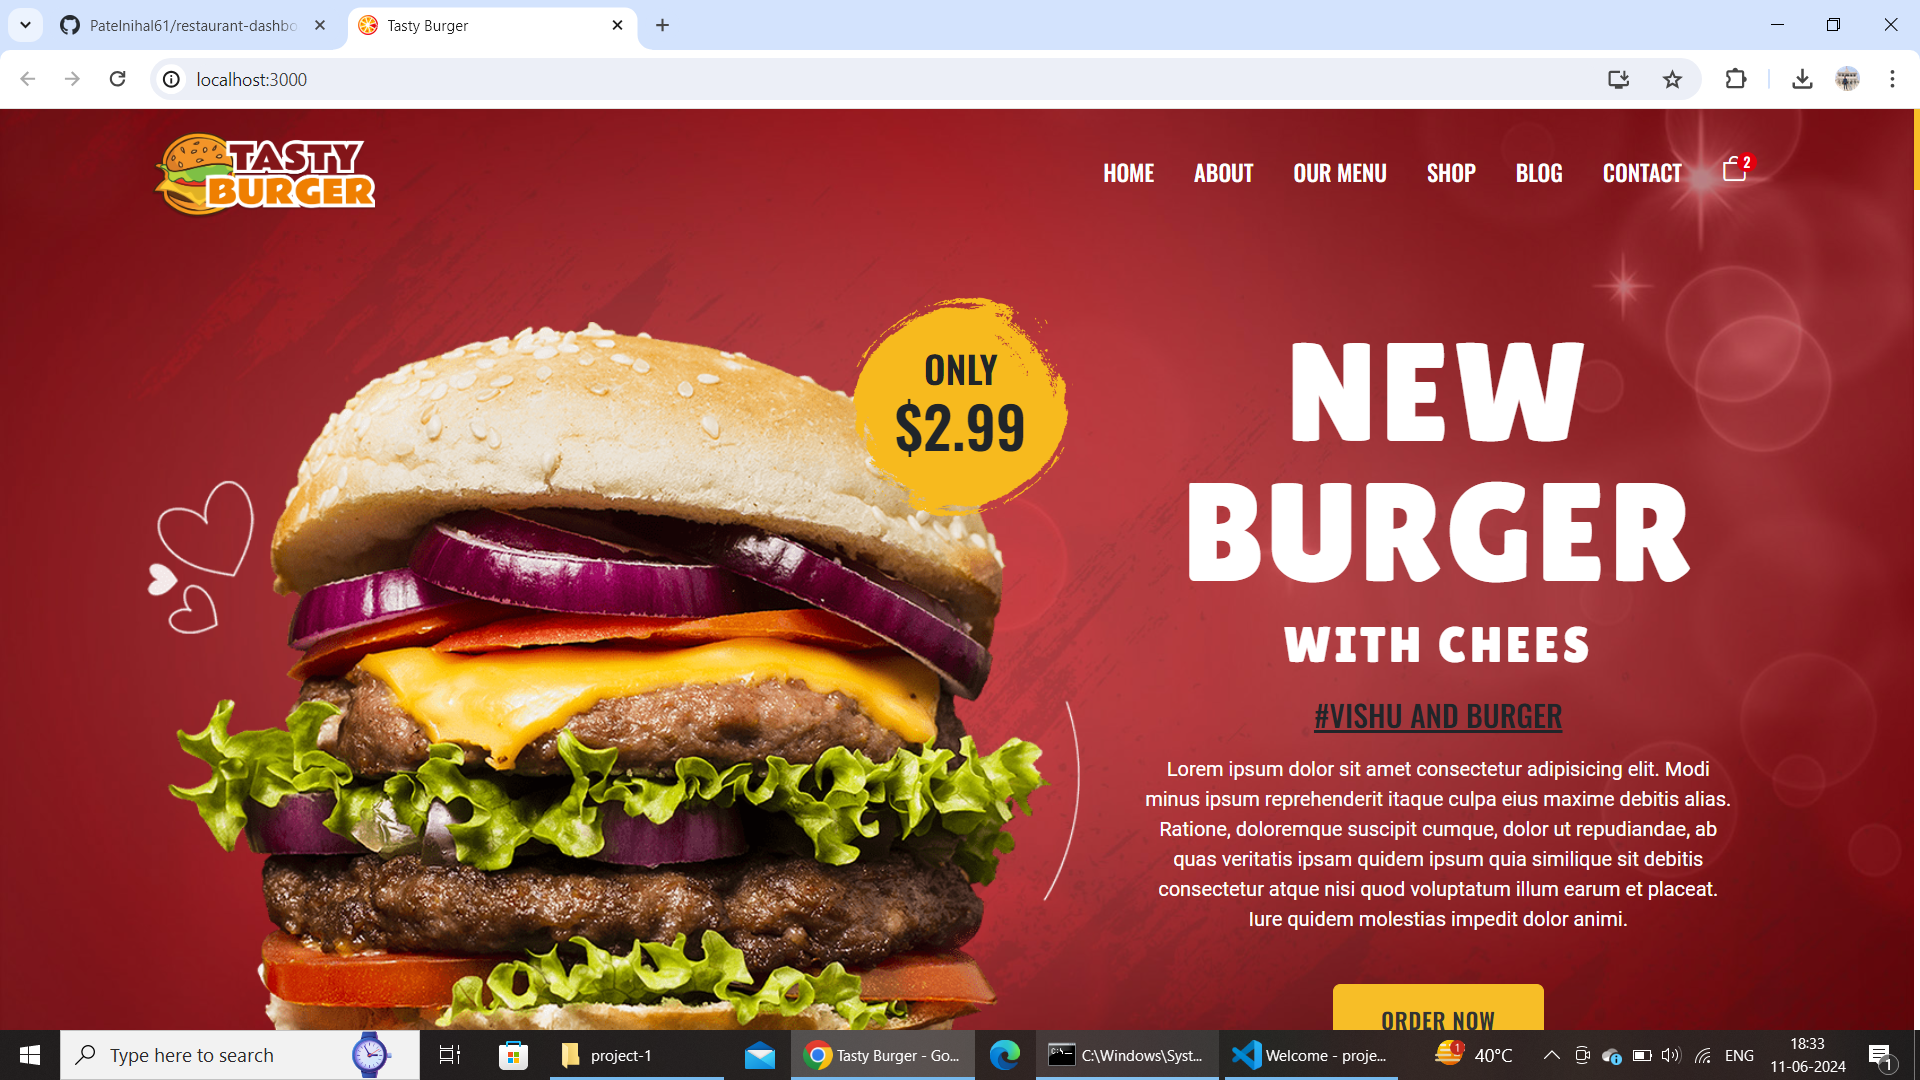 Patelnihal61/restaurant-dashbo
Tasty Burger
localhost:3000
TASTY
BURGER
HOME ABOUT OUR MENU SHOP BLOG CONTACT 2
ONLY
$2.99
NEW
BURGER
WITH CHEES
#VISHU AND BURGER
Lorem ipsum dolor sit amet consectetur adipisicing elit. Modi
minus ipsum reprehenderit itaque culpa eius maxime debitis alias.
Ratione, doloremque suscipit cumque, dolor ut repudiandae, ab
quas veritatis ipsam quidem ipsum quia similique sit debitis
consectetur atque nisi quod voluptatum illum earum et placeat.
Iure quidem molestias impedit dolor animi.
ORDER NOW
Type here to search
project-1
Tasty Burger - Go...
C:\Windows\Syst...
Welcome - proje...
1
40°C
ENG
18:33
11-06-2024
1